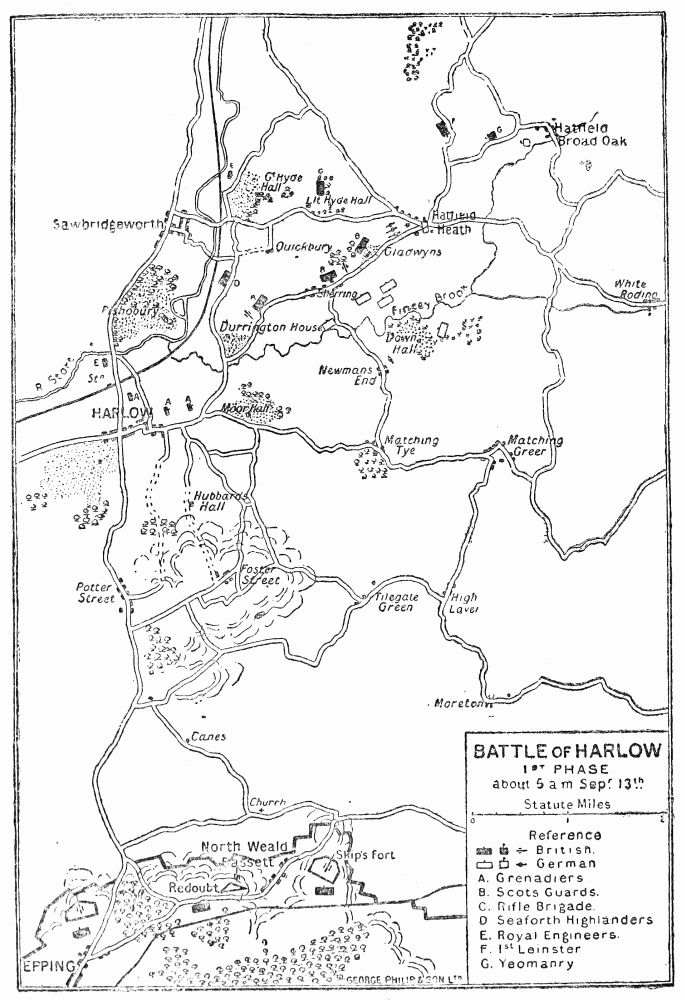 Hatfield
Broad Oak
Gt Hyde
Hall
Litt Hyde Hall
Sawbridgeworth
Hatfield
Heath
Quickbury
Gladwyns
White
Roding
Sherring
Pincey Brook
Pishobury
Durrington House
Down
Hall
Newmans
End
R Stort
Stn
HARLOW
Moor Hall
Matching
Tye
Matching
Green
Hubbard's
Hall
Potter
Street
Foster
Street
Tilegate
Green
High
Laver
Moreton
Canes
Church
North Weald
Bassett
Skip's Fort
Redoubt
EPPING
BATTLE OF HARLOW
1ST PHASE
about 5 a m Sept. 13th
Statute Miles
0 1 2
Reference
British.
German
A. Grenadiers
B. Scots Guards.
C. Rifle Brigade.
D Seaforth Highlanders
E. Royal Engineers.
F. 1st Leinster
G. Yeomanry
GEORGE PHILIP & SON LTD